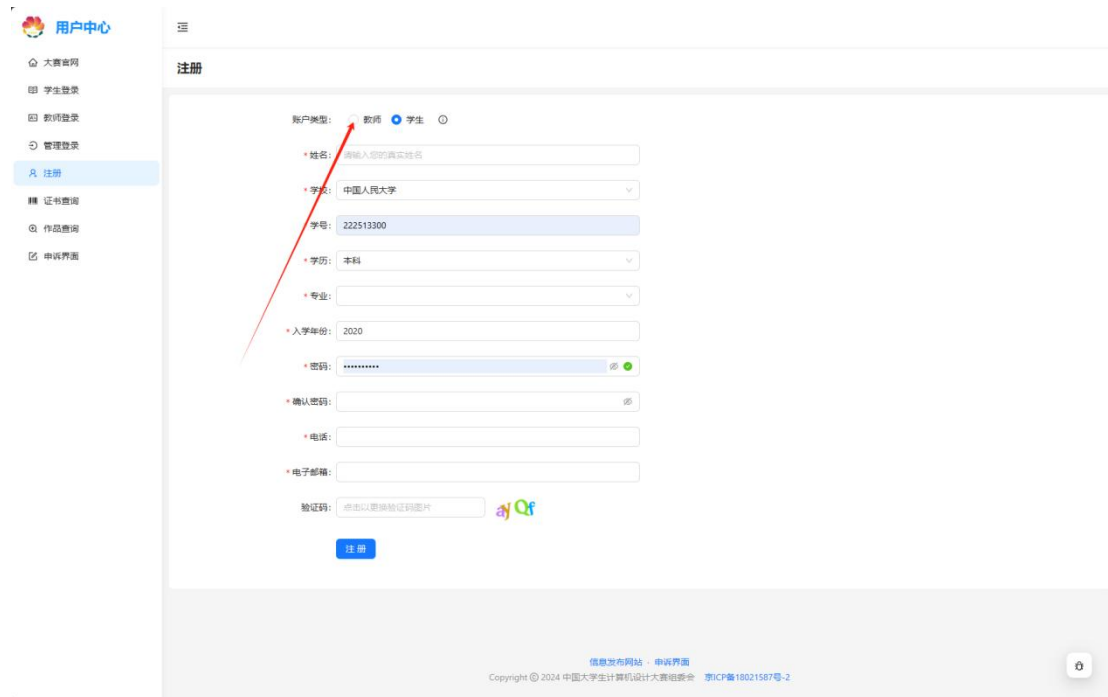 用户中心
大赛官网
学生登录
教师登录
管理登录
注册
证书查询
作品查询
申诉界面
注册
账户类型: 教师 学生
* 姓名: 请输入您的真实姓名
* 学校: 中国人民大学
学号: 222513300
* 学历: 本科
* 专业:
* 入学年份: 2020
* 密码: ••••••••••
* 确认密码:
* 电话:
* 电子邮箱:
验证码: 点击以更换验证码图片 ayQf
注 册
信息发布网站 · 申诉界面
Copyright © 2024 中国大学生计算机设计大赛组委会 京ICP备18021587号-2